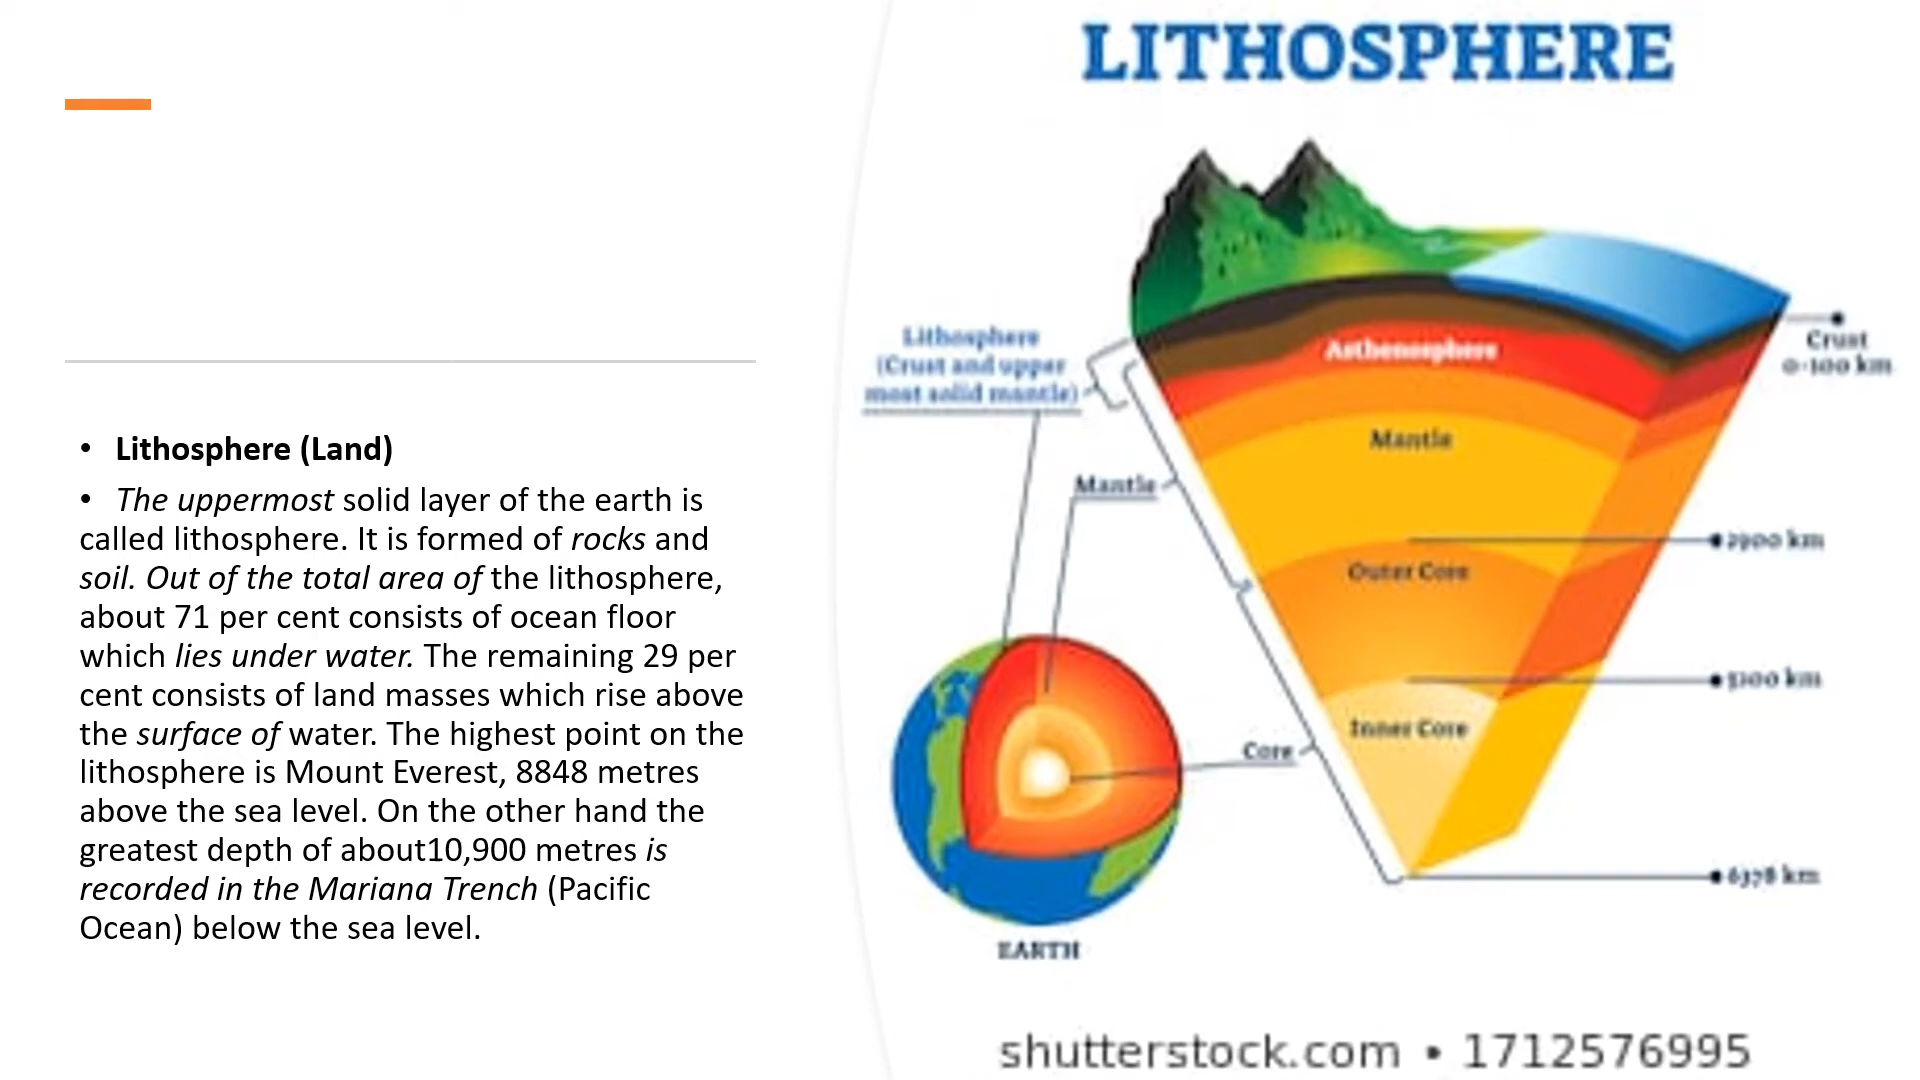 LITHOSPHERE
• Lithosphere (Land)
• The uppermost solid layer of the earth is
called lithosphere. It is formed of rocks and
soil. Out of the total area of the lithosphere,
about 71 per cent consists of ocean floor
which lies under water. The remaining 29 per
cent consists of land masses which rise above
the surface of water. The highest point on the
lithosphere is Mount Everest, 8848 metres
above the sea level. On the other hand the
greatest depth of about10,900 metres is
recorded in the Mariana Trench (Pacific
Ocean) below the sea level.
Lithosphere
(Crust and upper
most solid mantle)
Asthenosphere
Crust
0-100 km
Mantle
Mantle
2900 km
Outer Core
5100 km
Inner Core
Core
6378 km
EARTH
shutterstock.com • 1712576995